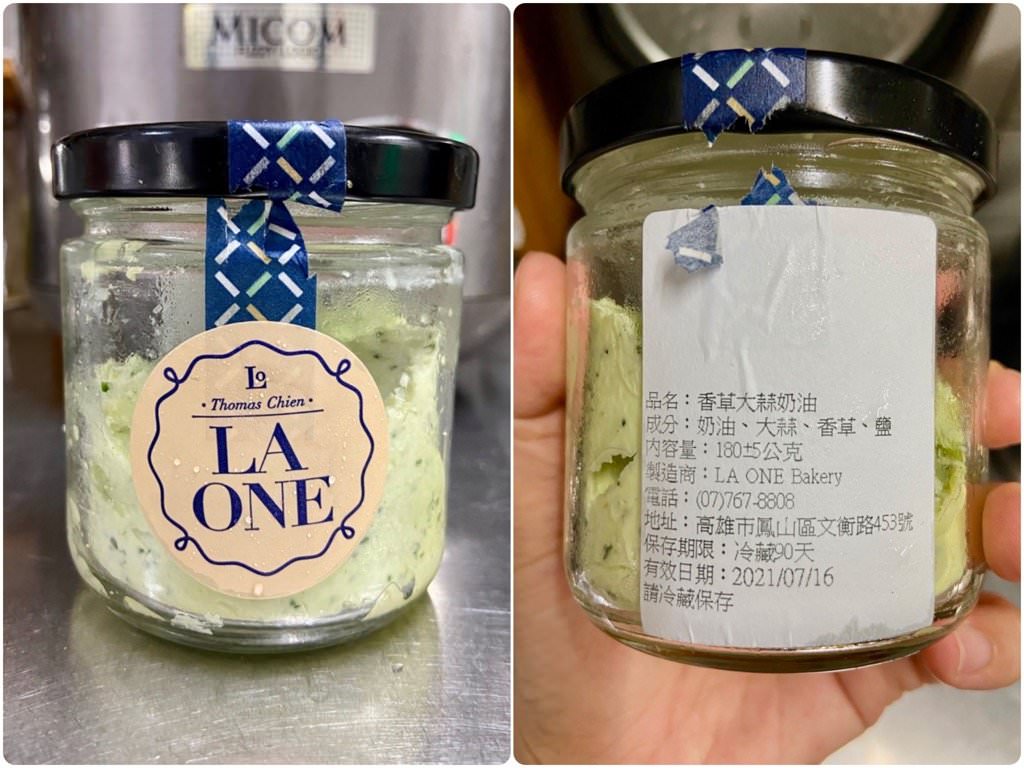 MICOM
Lo
• Thomas Chien •
LA
ONE
品名：香草大蒜奶油
成分：奶油、大蒜、香草、鹽
內容量：180±5公克
製造商：LA ONE Bakery
電話：(07)767-8808
地址：高雄市鳳山區文衡路453號
保存期限：冷藏90天
有效日期：2021/07/16
請冷藏保存